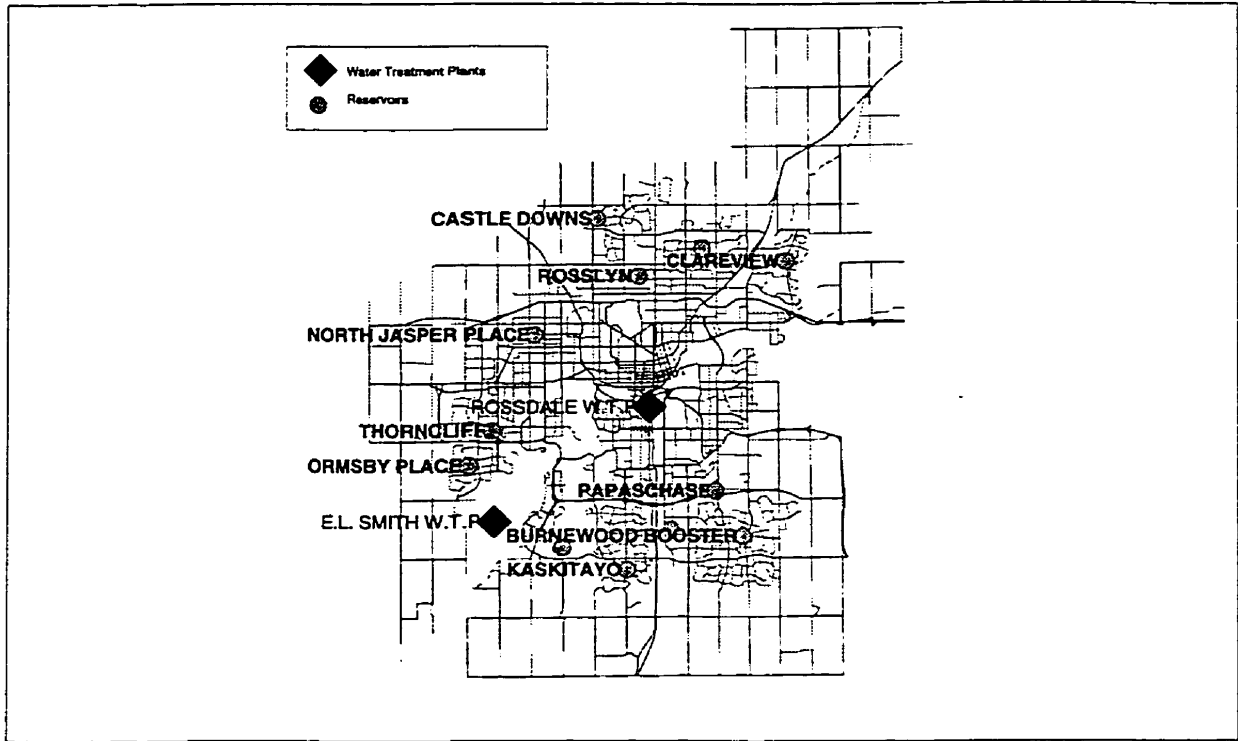 Water Treatment Plants
Reservoirs
CASTLE DOWNS
CLAREVIEW
ROSSLYN
NORTH JASPER PLACE
ROSSDALE W.T.P
THORNCLIFF
ORMSBY PLACE
RAPASCHASE
E.L. SMITH W.T.P
BURNEWOOD BOOSTER
KASKITAYO